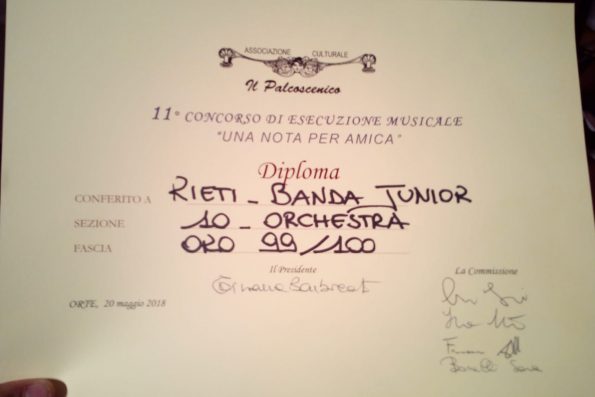 ASSOCIAZIONE CULTURALE
Il Palcoscenico
11° CONCORSO DI ESECUZIONE MUSICALE
"UNA NOTA PER AMICA"
Diploma
CONFERITO A RIETI - BANDA JUNIOR
SEZIONE 10 - ORCHESTRA
FASCIA ORO 99/100
Il Presidente
La Commissione
ORTE, 20 maggio 2018